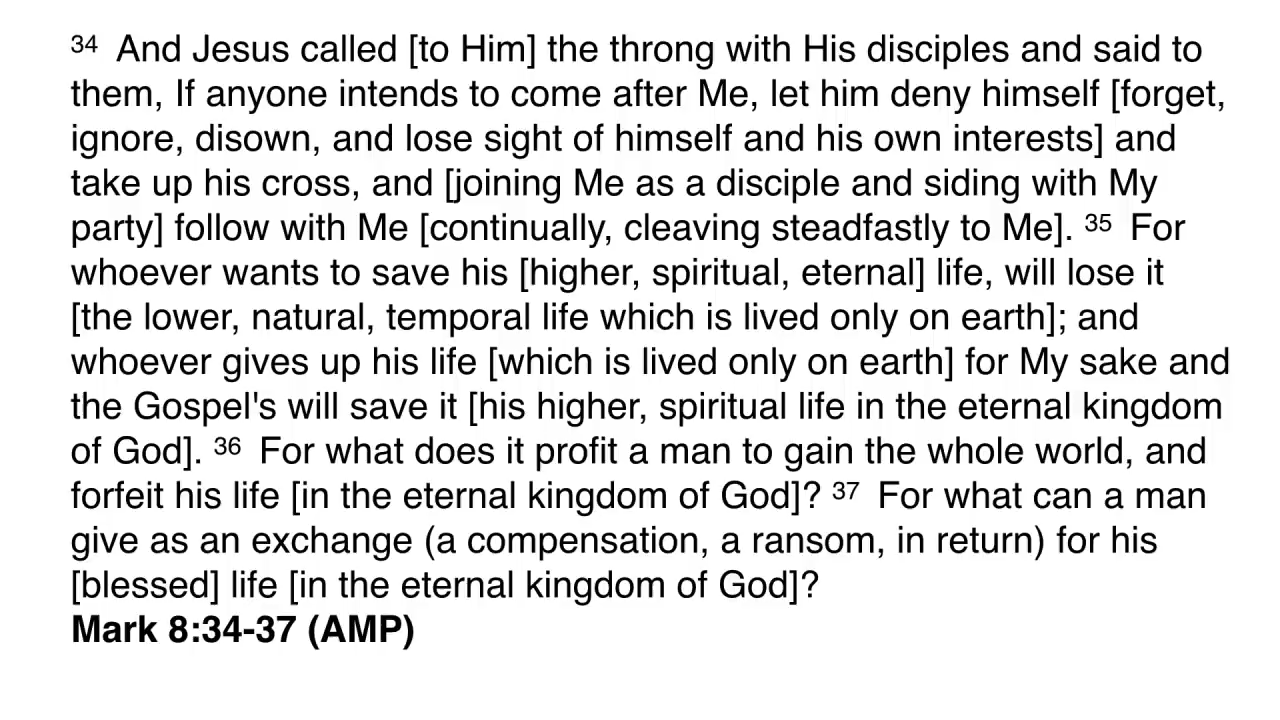 34 And Jesus called [to Him] the throng with His disciples and said to
them, If anyone intends to come after Me, let him deny himself [forget,
ignore, disown, and lose sight of himself and his own interests] and
take up his cross, and [joining Me as a disciple and siding with My
party] follow with Me [continually, cleaving steadfastly to Me]. 35 For
whoever wants to save his [higher, spiritual, eternal] life, will lose it
[the lower, natural, temporal life which is lived only on earth]; and
whoever gives up his life [which is lived only on earth] for My sake and
the Gospel's will save it [his higher, spiritual life in the eternal kingdom
of God]. 36 For what does it profit a man to gain the whole world, and
forfeit his life [in the eternal kingdom of God]? 37 For what can a man
give as an exchange (a compensation, a ransom, in return) for his
[blessed] life [in the eternal kingdom of God]?
Mark 8:34-37 (AMP)